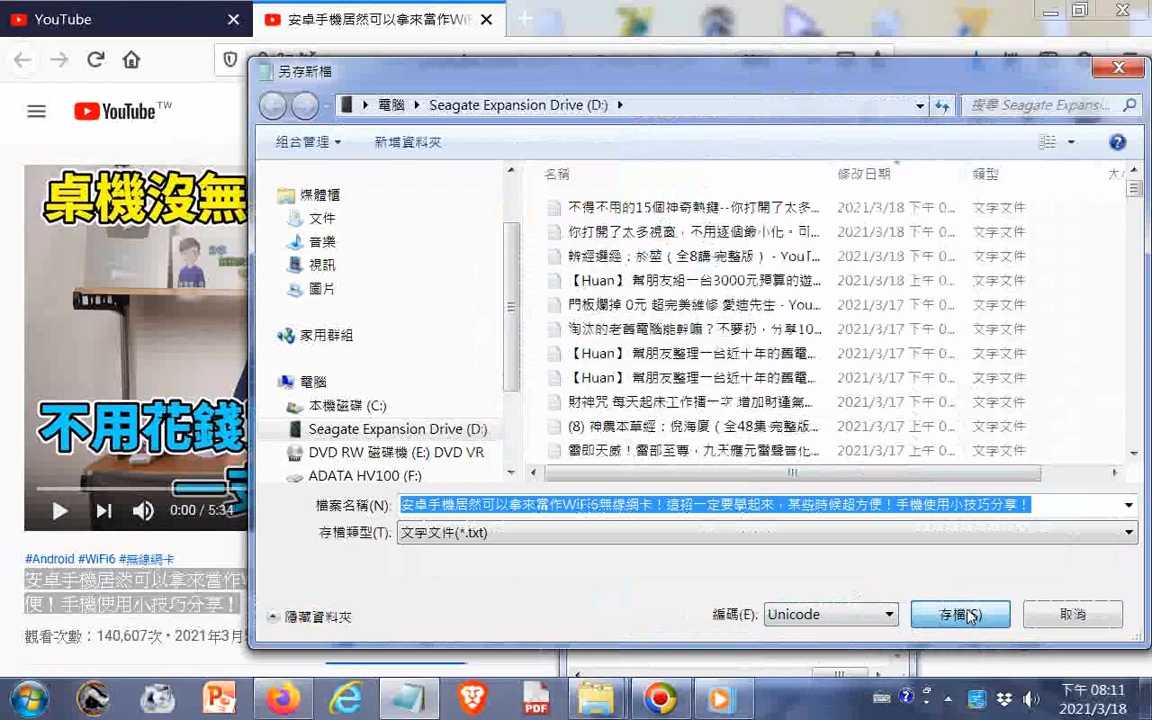 YouTube
安卓手機居然可以拿來當作WiF
YouTube TW
桌機沒無
不用花錢
0:00 / 5:34
#Android #WiFi6 #無線網卡
安卓手機居然可以拿來當作W
便！手機使用小技巧分享！
觀看次數：140,607次 • 2021年3月5
另存新檔
電腦 Seagate Expansion Drive (D:)
搜尋 Seagate Expans...
組合管理 新增資料夾
媒體櫃
文件
音樂
視訊
圖片
家用群組
電腦
本機磁碟 (C:)
Seagate Expansion Drive (D:)
DVD RW 磁碟機 (E:) DVD VR
ADATA HV100 (F:)
名稱 修改日期 類型 大
不得不用的15個神奇熱鍵--你打開了太多... 2021/3/18 下午 0... 文字文件
你打開了太多視窗，不用逐個最小化。可... 2021/3/18 下午 0... 文字文件
辨經選經：於堃（全8講完整版） - YouT... 2021/3/18 下午 0... 文字文件
【Huan】 幫朋友組一台3000元預算的遊... 2021/3/18 上午 0... 文字文件
門板爛掉 0元 超完美維修 愛造先生 - You... 2021/3/17 下午 0... 文字文件
淘汰的老舊電腦能幹嘛？不要扔，分享10... 2021/3/17 下午 0... 文字文件
【Huan】 幫朋友整理一台近十年的舊電... 2021/3/17 下午 0... 文字文件
【Huan】 幫朋友整理一台近十年的舊電... 2021/3/17 下午 0... 文字文件
財神咒 每天起床工作播一次 增加財運氣... 2021/3/17 下午 0... 文字文件
(8) 神農本草經：倪海廈（全48集完整版... 2021/3/17 下午 0... 文字文件
雷即天威！雷部至尊，九天應元雷聲普化... 2021/3/17 下午 0... 文字文件
檔案名稱(N): 安卓手機居然可以拿來當作WiFi6無線網卡！這招一定要學起來，某些時候超方便！手機使用小技巧分享！
存檔類型(T): 文字文件(*.txt)
隱藏資料夾
編碼(E): Unicode
存檔(S)
取消
PDF
下午 08:11
2021/3/18